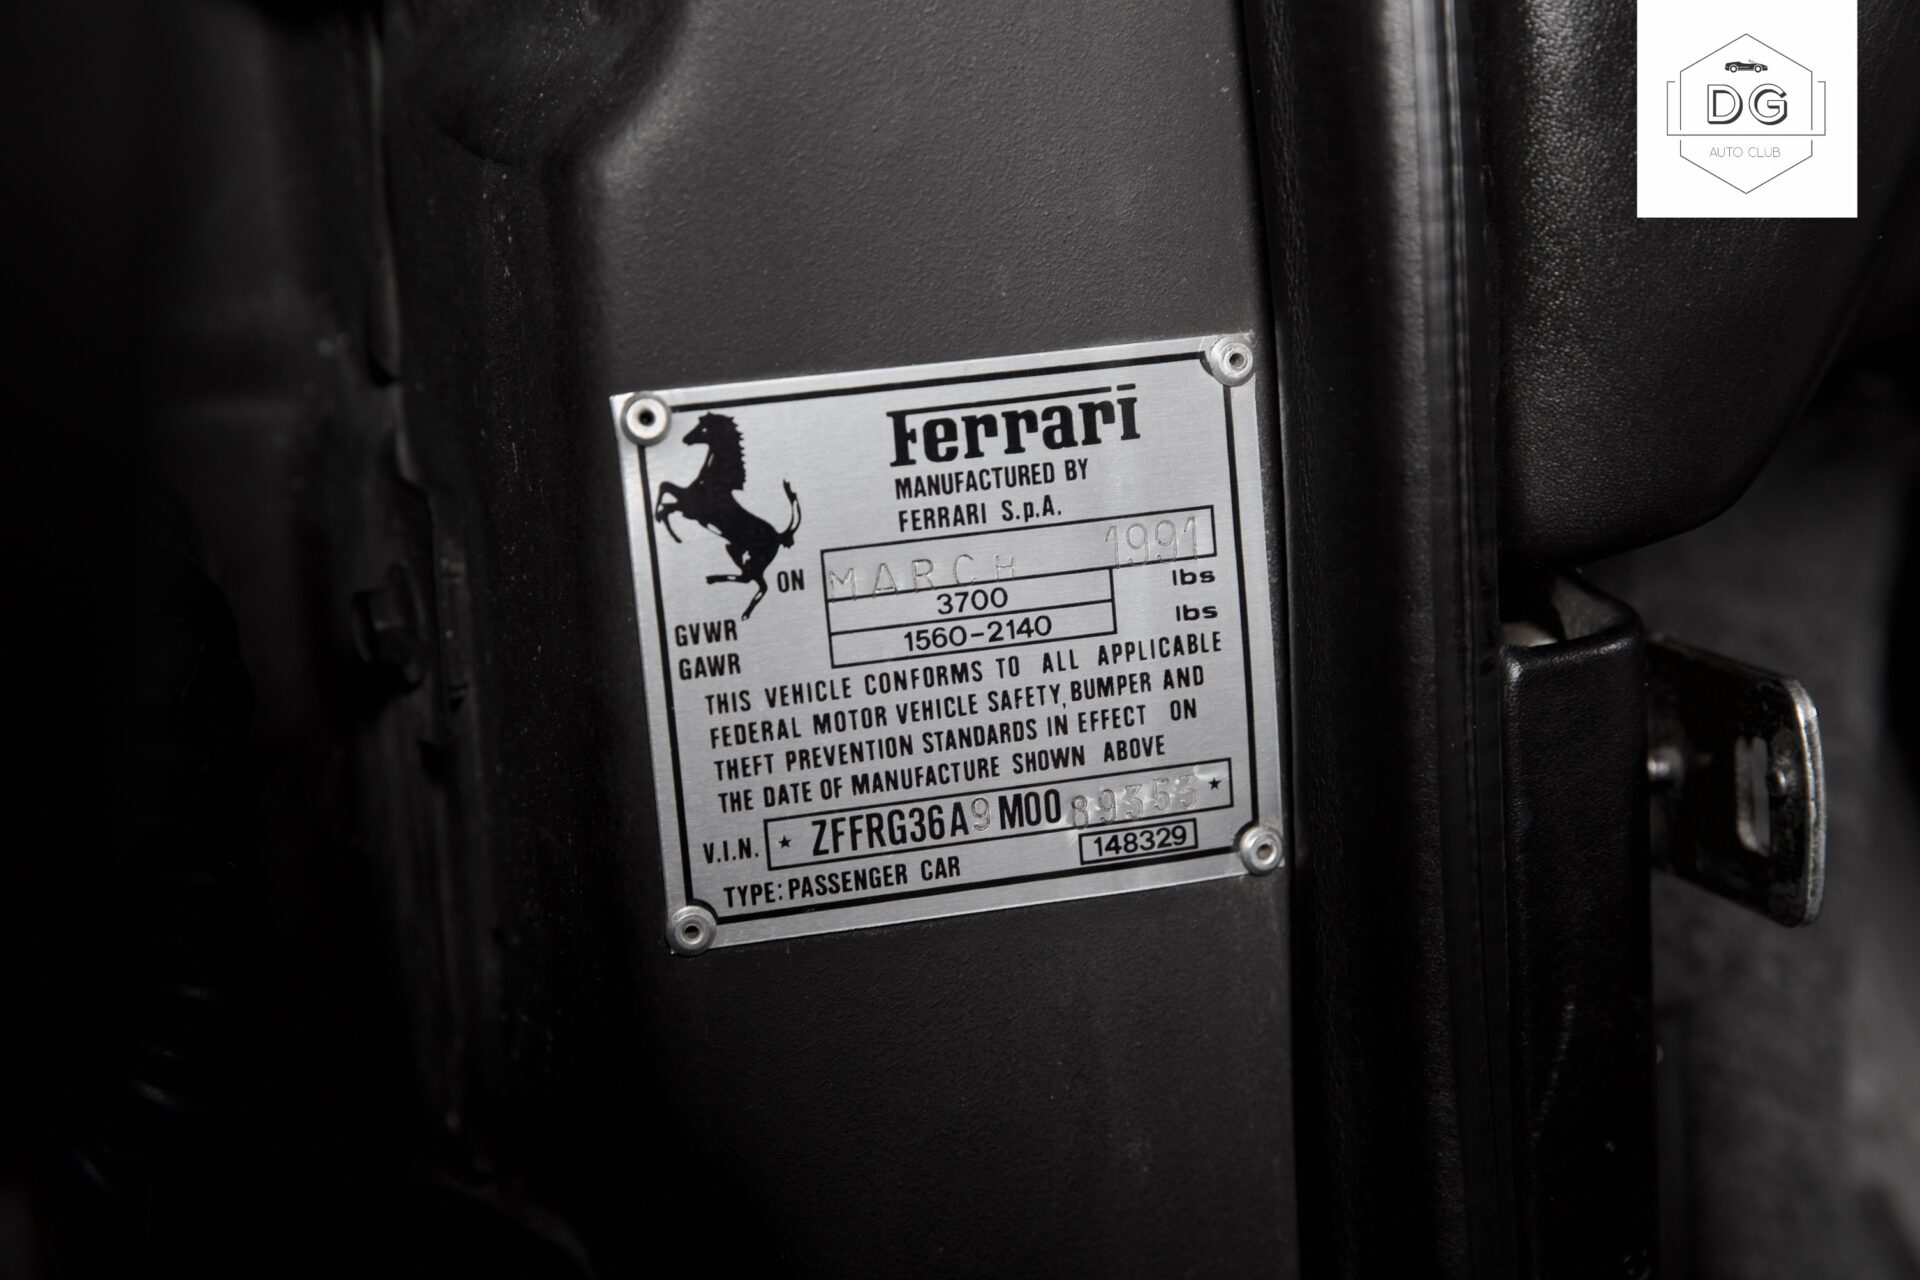 DG
AUTO CLUB
Ferrari
MANUFACTURED BY
FERRARI S.p.A.
ON MARCH 1991
GVWR 3700 lbs
GAWR 1560-2140 lbs
THIS VEHICLE CONFORMS TO ALL APPLICABLE
FEDERAL MOTOR VEHICLE SAFETY, BUMPER AND
THEFT PREVENTION STANDARDS IN EFFECT ON
THE DATE OF MANUFACTURE SHOWN ABOVE
V.I.N. ★ ZFFRG36A9M0089353 ★
TYPE: PASSENGER CAR 148329